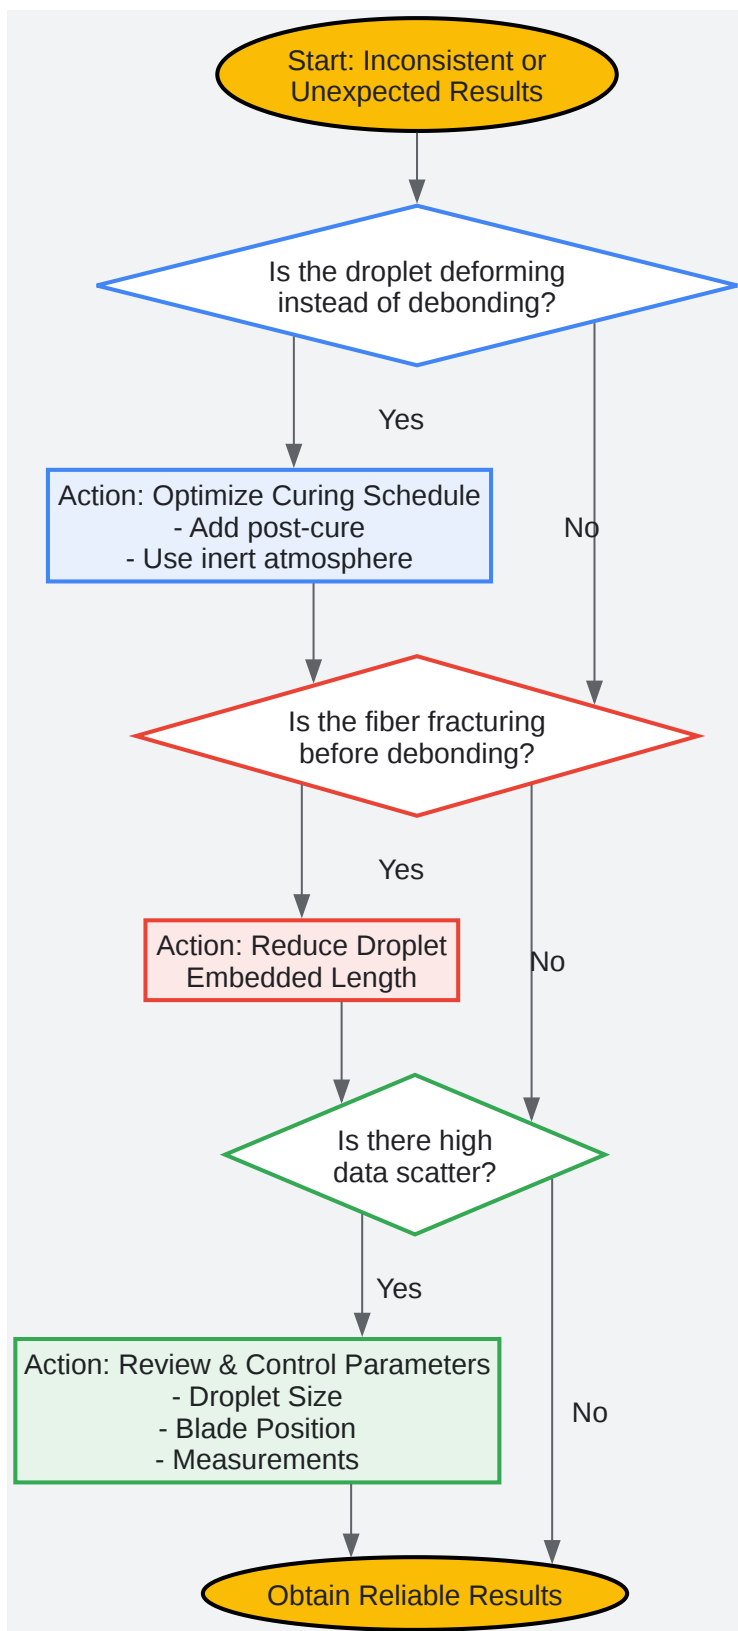 Start: Inconsistent or
Unexpected Results
Is the droplet deforming
instead of debonding?
Yes
Action: Optimize Curing Schedule
- Add post-cure
- Use inert atmosphere
No
Is the fiber fracturing
before debonding?
Yes
Action: Reduce Droplet
Embedded Length
No
Is there high
data scatter?
Yes
Action: Review & Control Parameters
- Droplet Size
- Blade Position
- Measurements
No
Obtain Reliable Results